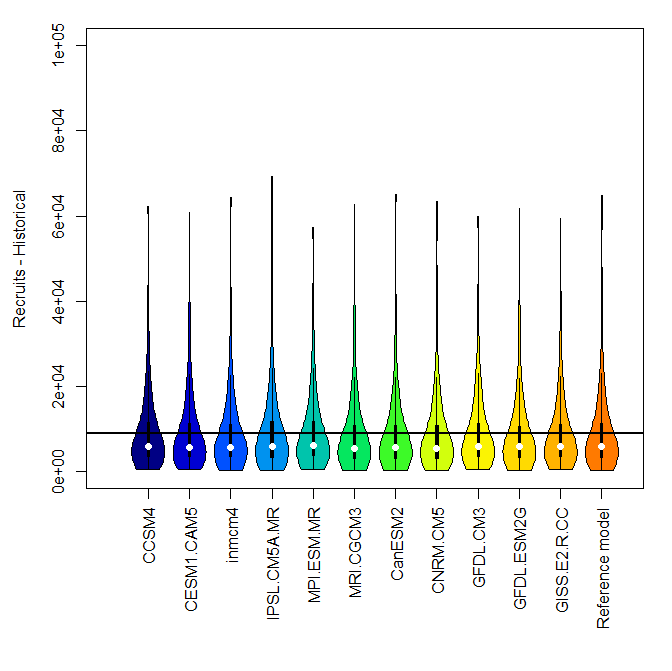 Recruits - Historical
1e+05
8e+04
6e+04
4e+04
2e+04
0e+00
CCSM4
CESM1.CAM5
inmcm4
IPSL.CM5A.MR
MPI.ESM.MR
MRI.CGCM3
CanESM2
CNRM.CM5
GFDL.CM3
GFDL.ESM2G
GISS.E2.R.CC
Reference model